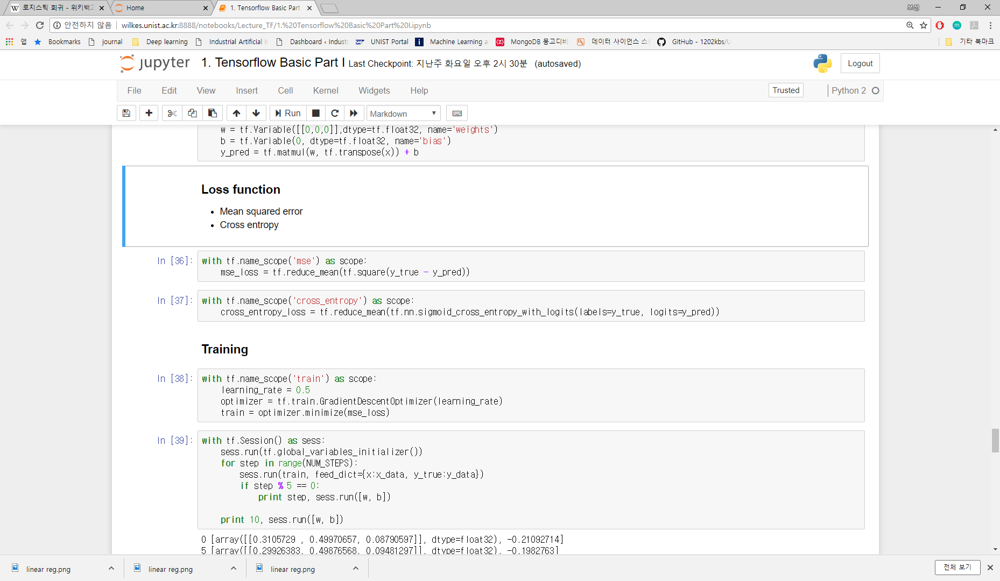 로지스틱 회귀 - 위키백고
Home
1. Tensorflow Basic Part
보선
안전하지 않음
wilkes.unist.ac.kr:8888/notebooks/Lecture_TF/1.%20Tensorflow%20Basic%20Part%20I.ipynb
앱
Bookmarks
journal
Deep learning
Industrial Artificial I
Dashboard ‹ Indust
UNIST Portal
Machine Learning a
MongoDB 몽고디비
데이터 사이언스 스
GitHub - 1202kbs/U
기타 북마크
jupyter
1. Tensorflow Basic Part I Last Checkpoint: 지난주 화요일 오후 2시 30분 (autosaved)
Logout
File Edit View Insert Cell Kernel Widgets Help
Trusted
Python 2
Run
Markdown
w = tf.Variable([[0,0,0]],dtype=tf.float32, name='weights')
b = tf.Variable(0, dtype=tf.float32, name='bias')
y_pred = tf.matmul(w, tf.transpose(x)) + b
Loss function
• Mean squared error
• Cross entropy
In [36]:
with tf.name_scope('mse') as scope:
mse_loss = tf.reduce_mean(tf.square(y_true - y_pred))
In [37]:
with tf.name_scope('cross_entropy') as scope:
cross_entropy_loss = tf.reduce_mean(tf.nn.sigmoid_cross_entropy_with_logits(labels=y_true, logits=y_pred))
Training
In [38]:
with tf.name_scope('train') as scope:
learning_rate = 0.5
optimizer = tf.train.GradientDescentOptimizer(learning_rate)
train = optimizer.minimize(mse_loss)
In [39]:
with tf.Session() as sess:
sess.run(tf.global_variables_initializer())
for step in range(NUM_STEPS):
sess.run(train, feed_dict={x:x_data, y_true:y_data})
if step % 5 == 0:
print step, sess.run([w, b])
print 10, sess.run([w, b])
0 [array([[0.3105729 , 0.49970657, 0.08790597]], dtype=float32), -0.21092714]
5 [array([[0.29926383, 0.49876568, 0.09481297]], dtype=float32), -0.1982763]
linear reg.png
linear reg.png
linear reg.png
전체 보기